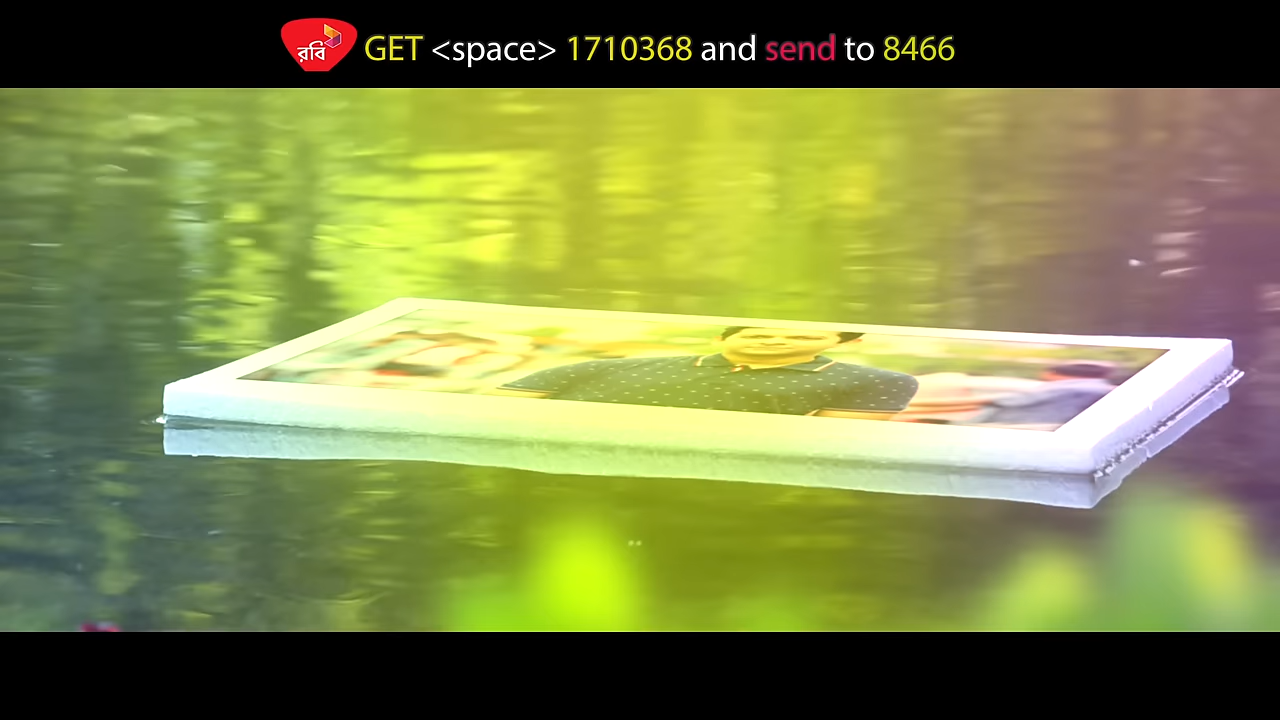 রবি GET <space> 1710368 and send to 8466